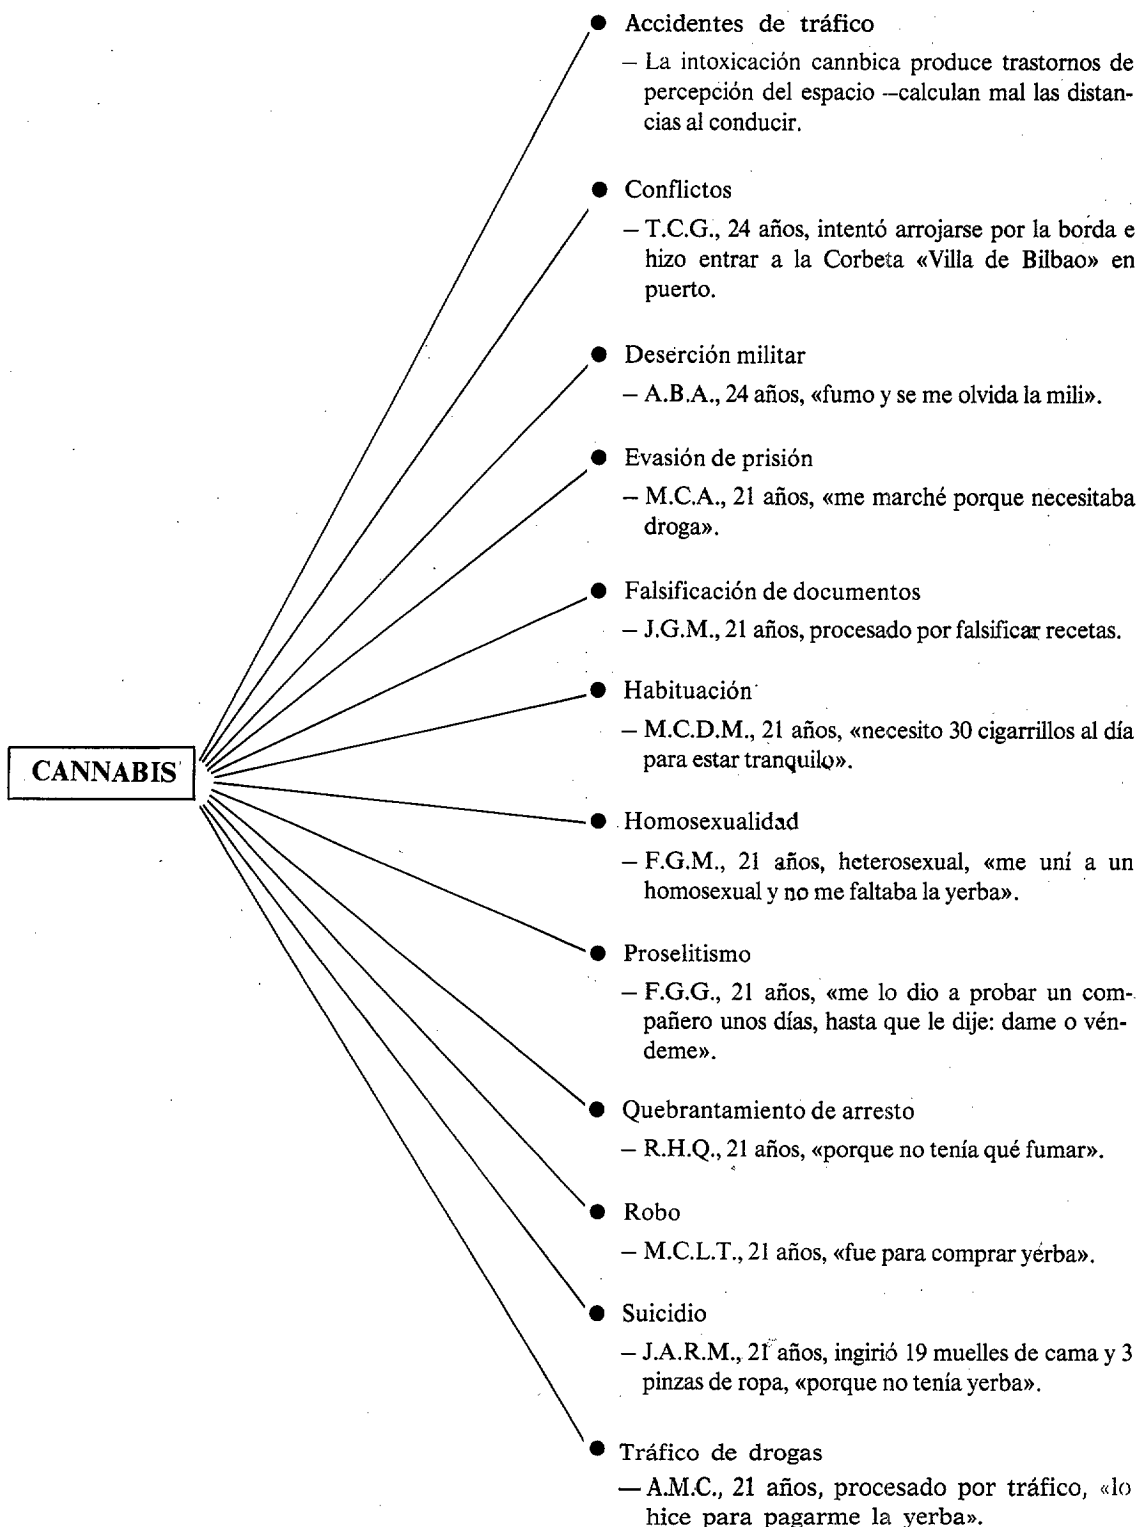 ● Accidentes de tráfico
– La intoxicación cannbica produce trastornos de
percepción del espacio –calculan mal las distan-
cias al conducir.
● Conflictos
– T.C.G., 24 años, intentó arrojarse por la borda e
hizo entrar a la Corbeta «Villa de Bilbao» en
puerto.
● Deserción militar
– A.B.A., 24 años, «fumo y se me olvida la mili».
● Evasión de prisión
– M.C.A., 21 años, «me marché porque necesitaba
droga».
● Falsificación de documentos
– J.G.M., 21 años, procesado por falsificar recetas.
● Habituación
– M.C.D.M., 21 años, «necesito 30 cigarrillos al día
para estar tranquilo».
CANNABIS
● Homosexualidad
– F.G.M., 21 años, heterosexual, «me uní a un
homosexual y no me faltaba la yerba».
● Proselitismo
– F.G.G., 21 años, «me lo dio a probar un com-
pañero unos días, hasta que le dije: dame o vén-
deme».
● Quebrantamiento de arresto
– R.H.Q., 21 años, «porque no tenía qué fumar».
● Robo
– M.C.L.T., 21 años, «fue para comprar yerba».
● Suicidio
– J.A.R.M., 21 años, ingirió 19 muelles de cama y 3
pinzas de ropa, «porque no tenía yerba».
● Tráfico de drogas
— A.M.C., 21 años, procesado por tráfico, «lo
hice para pagarme la yerba».